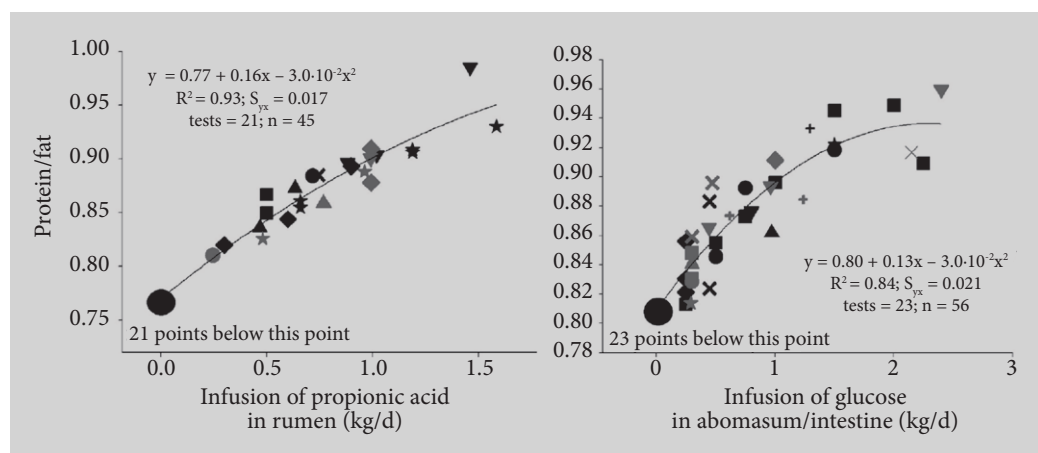 1.00
0.95
0.90
0.85
0.80
0.75
Protein/fat
y = 0.77 + 0.16x – 3.0·10⁻²x²
R² = 0.93; Syx = 0.017
tests = 21; n = 45
21 points below this point
0.0 0.5 1.0 1.5
Infusion of propionic acid
in rumen (kg/d)
0.98
0.96
0.94
0.92
0.90
0.88
0.86
0.84
0.82
0.80
0.78
y = 0.80 + 0.13x – 3.0·10⁻²x²
R² = 0.84; Syx = 0.021
tests = 23; n = 56
23 points below this point
0 1 2 3
Infusion of glucose
in abomasum/intestine (kg/d)